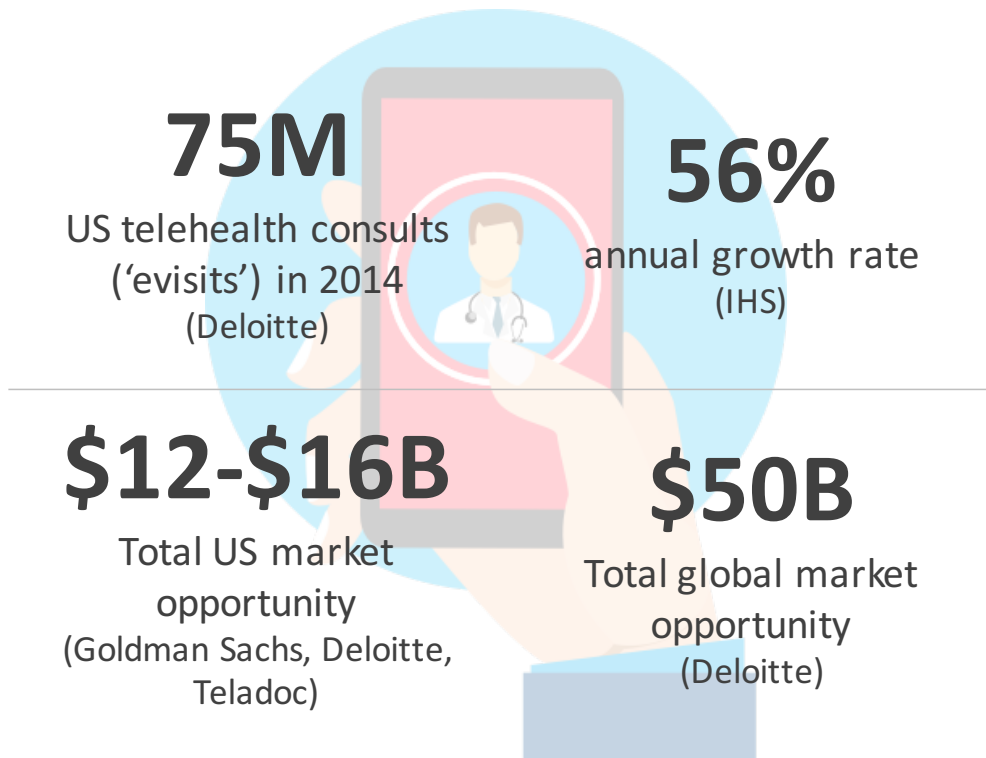 75M
US telehealth consults
(‘evisits’) in 2014
(Deloitte)
56%
annual growth rate
(IHS)
$12-$16B
Total US market
opportunity
(Goldman Sachs, Deloitte,
Teladoc)
$50B
Total global market
opportunity
(Deloitte)